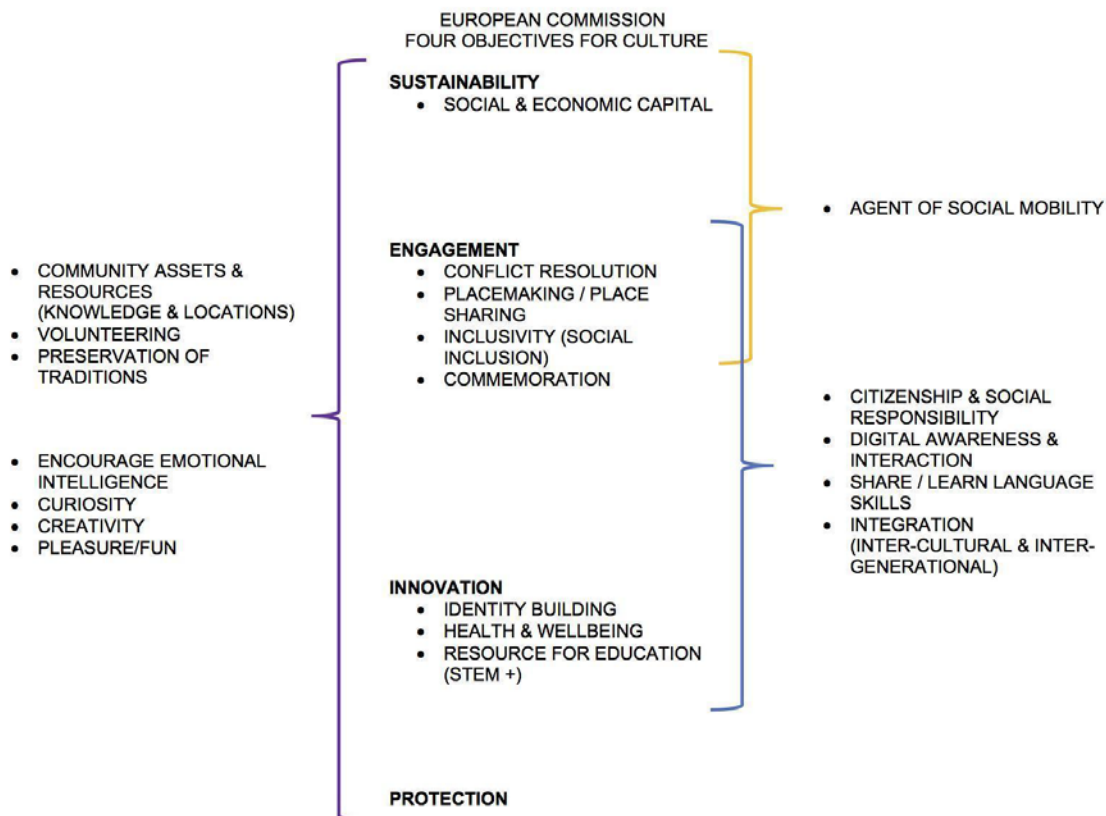 EUROPEAN COMMISSION
FOUR OBJECTIVES FOR CULTURE
SUSTAINABILITY
• SOCIAL & ECONOMIC CAPITAL
ENGAGEMENT
• CONFLICT RESOLUTION
• PLACEMAKING / PLACE
SHARING
• INCLUSIVITY (SOCIAL
INCLUSION)
• COMMEMORATION
INNOVATION
• IDENTITY BUILDING
• HEALTH & WELLBEING
• RESOURCE FOR EDUCATION
(STEM +)
PROTECTION
• COMMUNITY ASSETS &
RESOURCES
(KNOWLEDGE & LOCATIONS)
• VOLUNTEERING
• PRESERVATION OF
TRADITIONS
• ENCOURAGE EMOTIONAL
INTELLIGENCE
• CURIOSITY
• CREATIVITY
• PLEASURE/FUN
• AGENT OF SOCIAL MOBILITY
• CITIZENSHIP & SOCIAL
RESPONSIBILITY
• DIGITAL AWARENESS &
INTERACTION
• SHARE / LEARN LANGUAGE
SKILLS
• INTEGRATION
(INTER-CULTURAL & INTER-
GENERATIONAL)